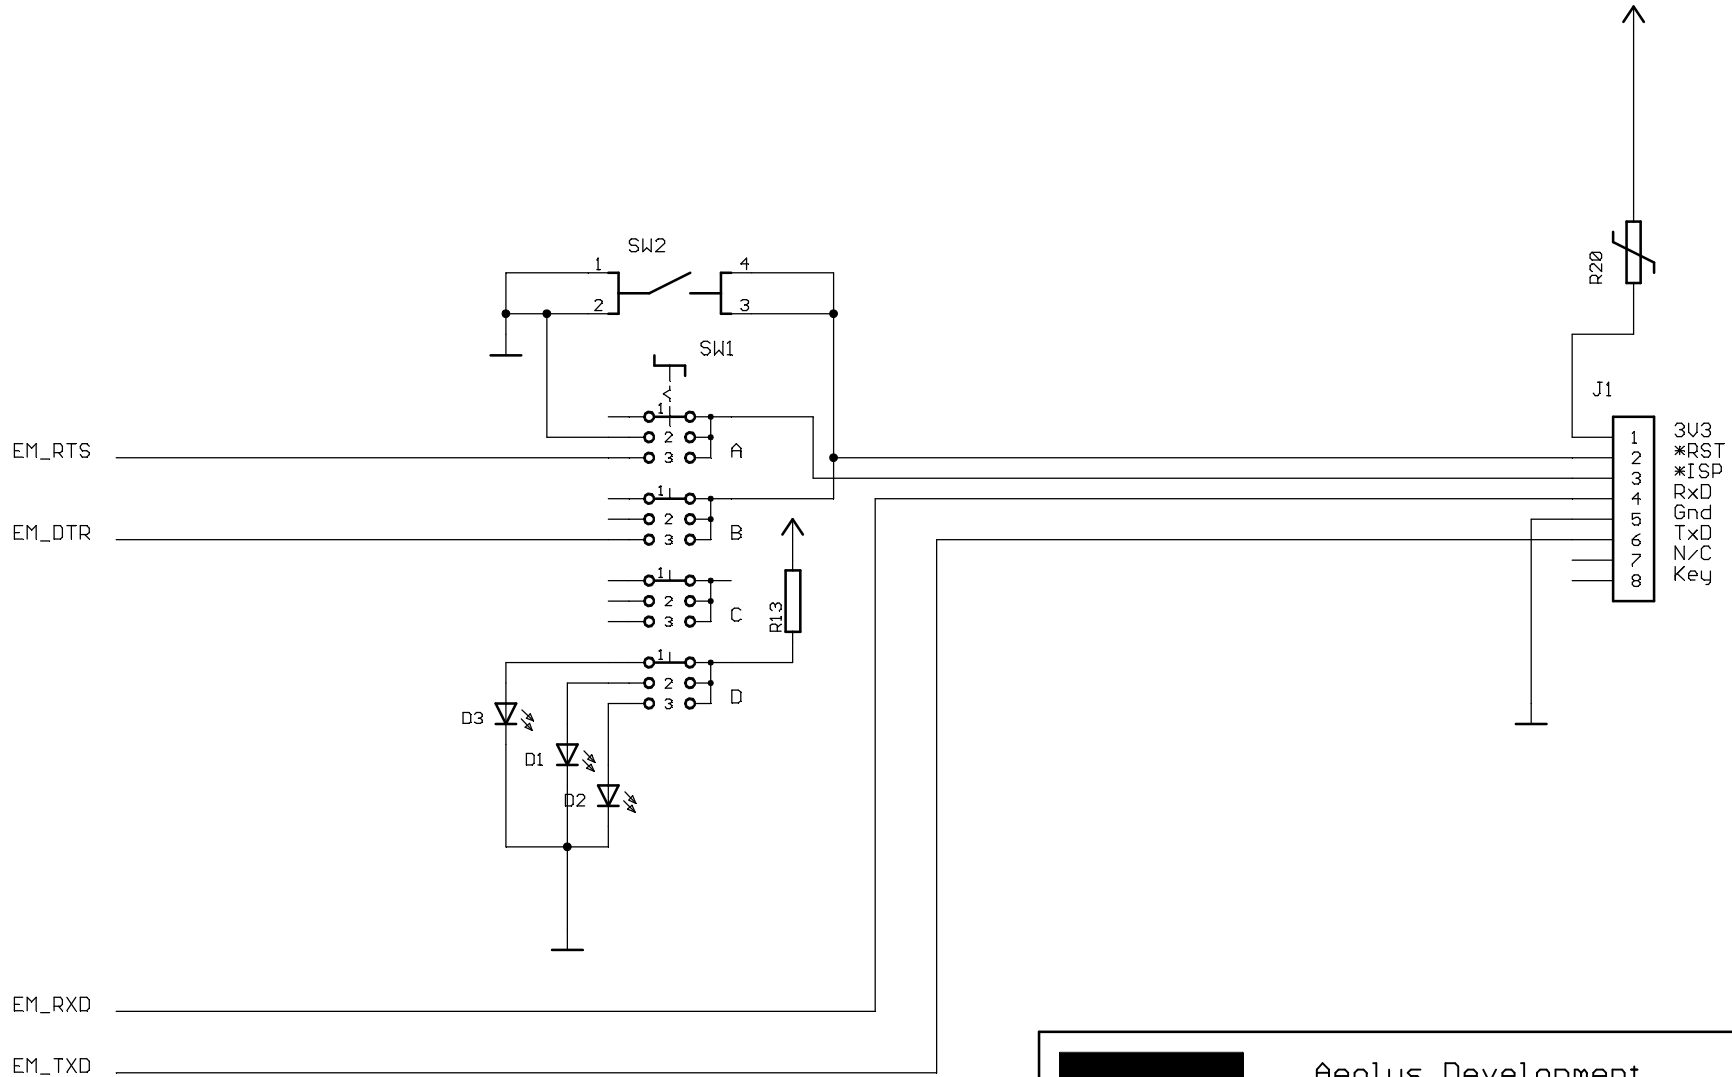 SW2
1
4
2
3
R20
SW1
J1
1
2
3
A
EM_RTS
1
2
3
B
EM_DTR
1
2
3
C
R13
1
2
3
D
D3
D1
D2
1 3V3
2 *RST
3 *ISP
4 RxD
5 Gnd
6 TxD
7 N/C
8 Key
EM_RXD
EM_TXD
Aeolus Development